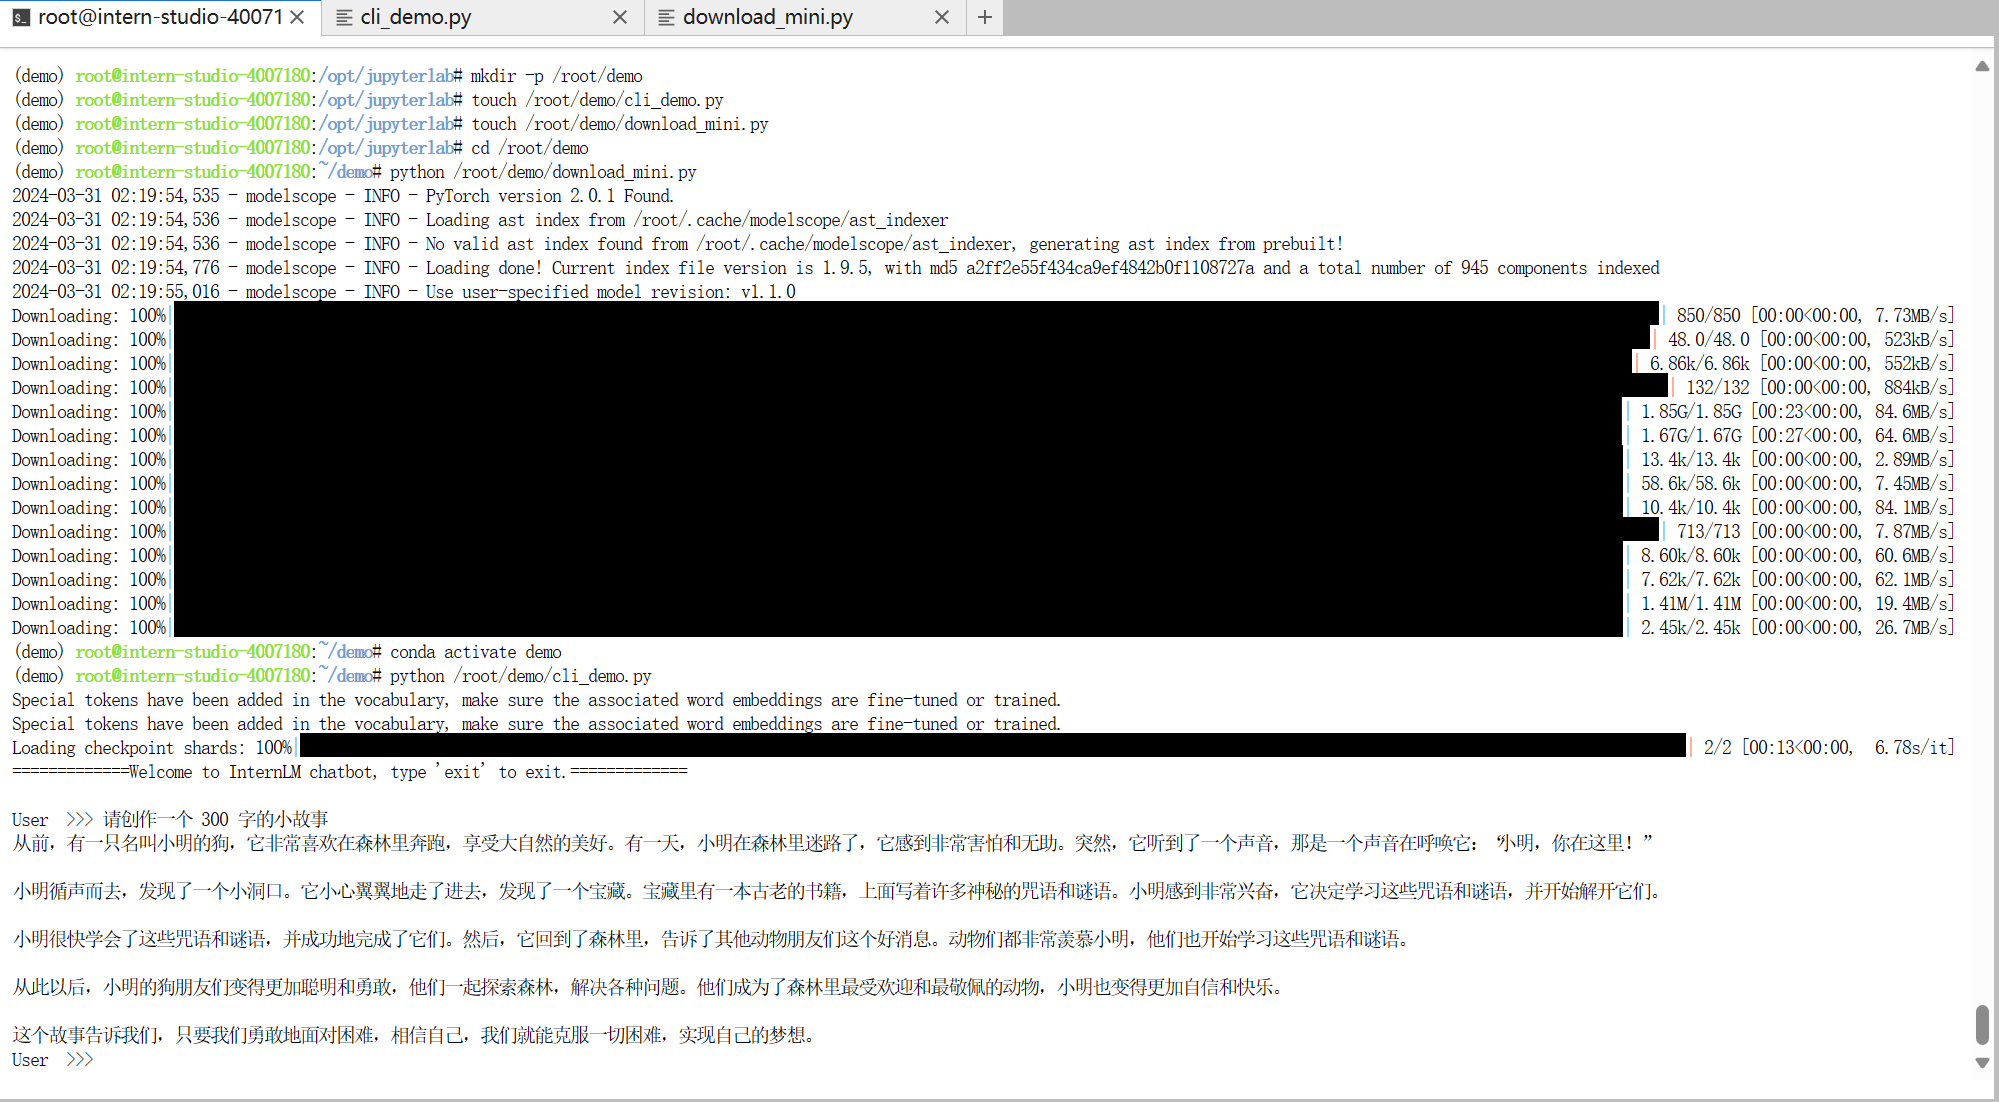 root@intern-studio-40071
cli_demo.py
download_mini.py
(demo) root@intern-studio-4007180:/opt/jupyterlab# mkdir -p /root/demo
(demo) root@intern-studio-4007180:/opt/jupyterlab# touch /root/demo/cli_demo.py
(demo) root@intern-studio-4007180:/opt/jupyterlab# touch /root/demo/download_mini.py
(demo) root@intern-studio-4007180:/opt/jupyterlab# cd /root/demo
(demo) root@intern-studio-4007180:~/demo# python /root/demo/download_mini.py
2024-03-31 02:19:54,535 - modelscope - INFO - PyTorch version 2.0.1 Found.
2024-03-31 02:19:54,536 - modelscope - INFO - Loading ast index from /root/.cache/modelscope/ast_indexer
2024-03-31 02:19:54,536 - modelscope - INFO - No valid ast index found from /root/.cache/modelscope/ast_indexer, generating ast index from prebuilt!
2024-03-31 02:19:54,776 - modelscope - INFO - Loading done! Current index file version is 1.9.5, with md5 a2ff2e55f434ca9ef4842b0f1108727a and a total number of 945 components indexed
2024-03-31 02:19:55,016 - modelscope - INFO - Use user-specified model revision: v1.1.0
Downloading: 100%| | 850/850 [00:00<00:00, 7.73MB/s]
Downloading: 100%| | 48.0/48.0 [00:00<00:00, 523kB/s]
Downloading: 100%| | 6.86k/6.86k [00:00<00:00, 552kB/s]
Downloading: 100%| | 132/132 [00:00<00:00, 884kB/s]
Downloading: 100%| | 1.85G/1.85G [00:23<00:00, 84.6MB/s]
Downloading: 100%| | 1.67G/1.67G [00:27<00:00, 64.6MB/s]
Downloading: 100%| | 13.4k/13.4k [00:00<00:00, 2.89MB/s]
Downloading: 100%| | 58.6k/58.6k [00:00<00:00, 7.45MB/s]
Downloading: 100%| | 10.4k/10.4k [00:00<00:00, 84.1MB/s]
Downloading: 100%| | 713/713 [00:00<00:00, 7.87MB/s]
Downloading: 100%| | 8.60k/8.60k [00:00<00:00, 60.6MB/s]
Downloading: 100%| | 7.62k/7.62k [00:00<00:00, 62.1MB/s]
Downloading: 100%| | 1.41M/1.41M [00:00<00:00, 19.4MB/s]
Downloading: 100%| | 2.45k/2.45k [00:00<00:00, 26.7MB/s]
(demo) root@intern-studio-4007180:~/demo# conda activate demo
(demo) root@intern-studio-4007180:~/demo# python /root/demo/cli_demo.py
Special tokens have been added in the vocabulary, make sure the associated word embeddings are fine-tuned or trained.
Special tokens have been added in the vocabulary, make sure the associated word embeddings are fine-tuned or trained.
Loading checkpoint shards: 100%| | 2/2 [00:13<00:00, 6.78s/it]
=============Welcome to InternLM chatbot, type 'exit' to exit.=============
User >>> 请创作一个 300 字的小故事
从前，有一只名叫小明的狗，它非常喜欢在森林里奔跑，享受大自然的美好。有一天，小明在森林里迷路了，它感到非常害怕和无助。突然，它听到了一个声音，那是一个声音在呼唤它：“小明，你在这里！”
小明循声而去，发现了一个小洞口。它小心翼翼地走了进去，发现了一个宝藏。宝藏里有一本古老的书籍，上面写着许多神秘的咒语和谜语。小明感到非常兴奋，它决定学习这些咒语和谜语，并开始解开它们。
小明很快学会了这些咒语和谜语，并成功地完成了它们。然后，它回到了森林里，告诉了其他动物朋友们这个好消息。动物们都非常羡慕小明，他们也开始学习这些咒语和谜语。
从此以后，小明的狗朋友们变得更加聪明和勇敢，他们一起探索森林，解决各种问题。他们成为了森林里最受欢迎和最敬佩的动物，小明也变得更加自信和快乐。
这个故事告诉我们，只要我们勇敢地面对困难，相信自己，我们就能克服一切困难，实现自己的梦想。
User >>>